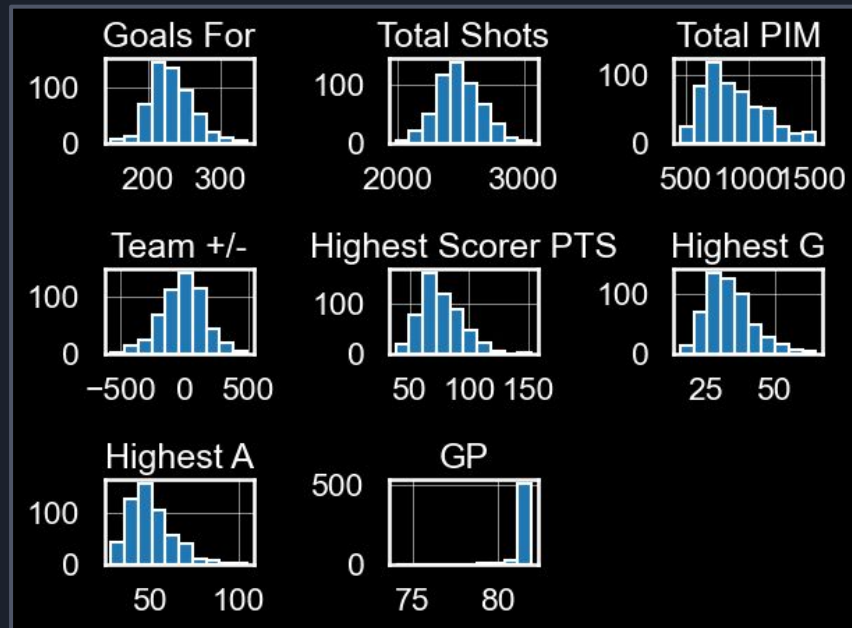 Goals For Total Shots Total PIM
100 100 100
0 0 0
200 300 2000 3000 500 1000 1500
Team +/- Highest Scorer PTS Highest G
100 100 100
0 0 0
−500 0 500 50 100 150 25 50
Highest A GP
100 500
0 0
50 100 75 80